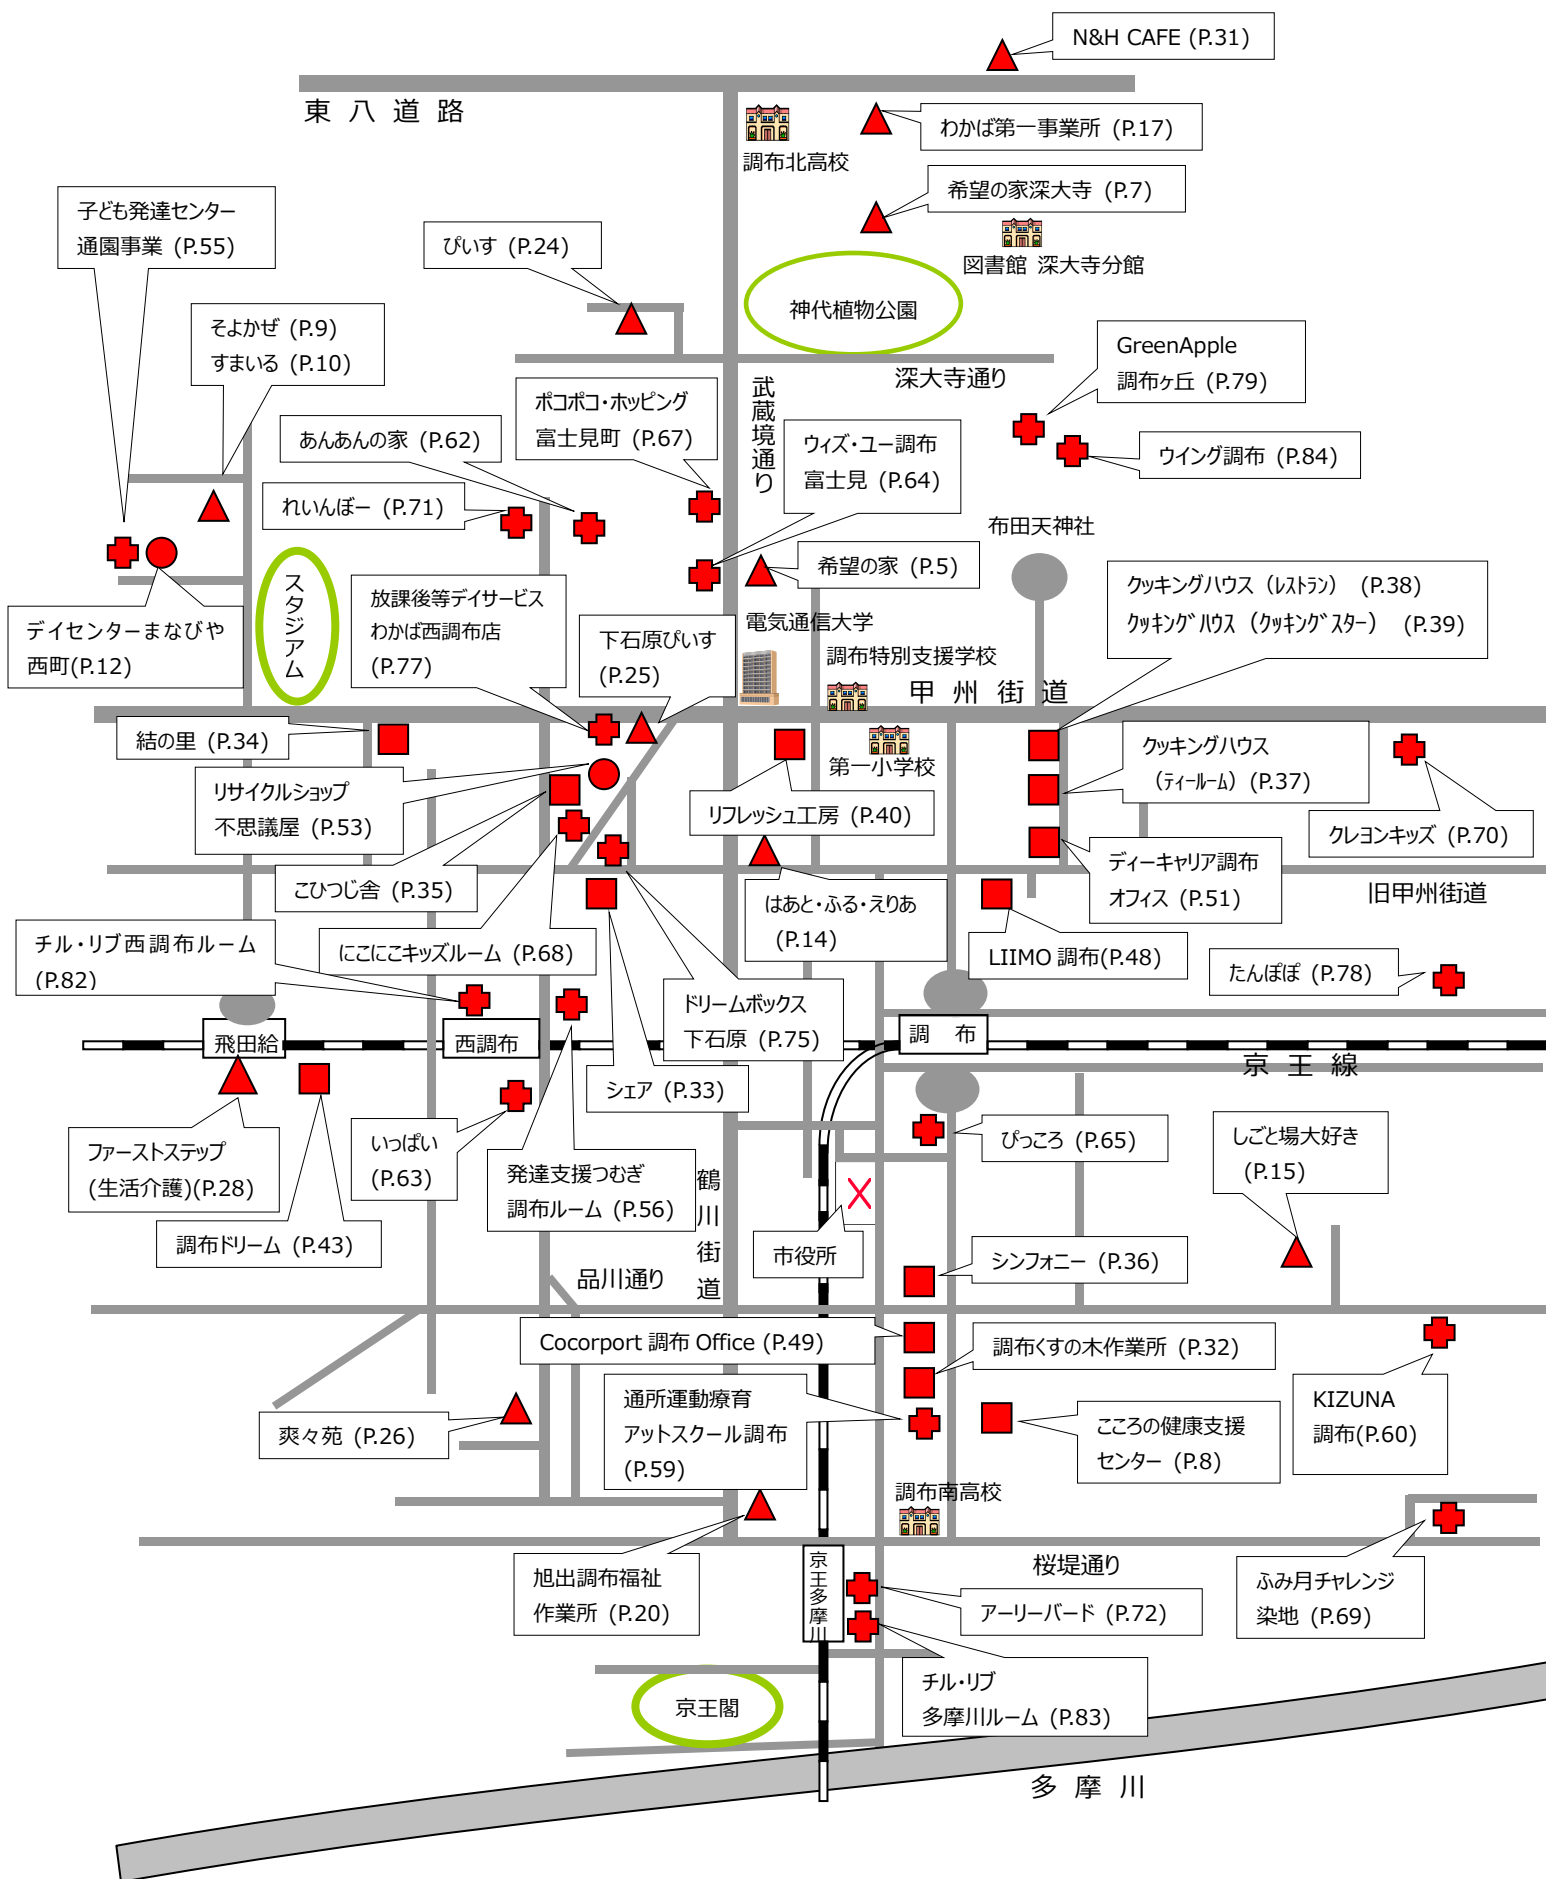 N&H CAFE (P.31)
東八道路
わかば第一事業所 (P.17)
調布北高校
希望の家深大寺 (P.7)
子ども発達センター
通園事業 (P.55)
ぴいす (P.24)
図書館 深大寺分館
神代植物公園
そよかぜ (P.9)
すまいる (P.10)
GreenApple
調布ヶ丘 (P.79)
深大寺通り
武蔵境通り
ポコポコ・ホッピング
富士見町 (P.67)
あんあんの家 (P.62)
ウィズ・ユー調布
富士見 (P.64)
ウイング調布 (P.84)
れいんぼー (P.71)
布田天神社
希望の家 (P.5)
スタジアム
放課後等デイサービス
わかば西調布店
(P.77)
クッキングハウス（レストラン） (P.38)
クッキングハウス（クッキングスター） (P.39)
デイセンターまなびや
西町(P.12)
下石原ぴいす
(P.25)
電気通信大学
調布特別支援学校
甲州街道
結の里 (P.34)
第一小学校
クッキングハウス
（ティールーム）(P.37)
リサイクルショップ
不思議屋 (P.53)
リフレッシュ工房 (P.40)
クレヨンキッズ (P.70)
こひつじ舎 (P.35)
ディーキャリア調布
オフィス (P.51)
旧甲州街道
はあと・ふる・えりあ
(P.14)
チル・リブ西調布ルーム
(P.82)
にこにこキッズルーム (P.68)
LIIMO 調布(P.48)
たんぽぽ (P.78)
ドリームボックス
下石原 (P.75)
飛田給
西調布
調布
京王線
シェア (P.33)
ファーストステップ
(生活介護)(P.28)
いっぱい
(P.63)
ぴっころ (P.65)
しごと場大好き
(P.15)
発達支援つむぎ
調布ルーム (P.56)
鶴川街道
調布ドリーム (P.43)
市役所
シンフォニー (P.36)
品川通り
Cocorport 調布 Office (P.49)
調布くすの木作業所 (P.32)
通所運動療育
アットスクール調布
(P.59)
KIZUNA
調布(P.60)
爽々苑 (P.26)
こころの健康支援
センター (P.8)
調布南高校
旭出調布福祉
作業所 (P.20)
京王多摩川
桜堤通り
アーリーバード (P.72)
ふみ月チャレンジ
染地 (P.69)
チル・リブ
多摩川ルーム (P.83)
京王閣
多摩川